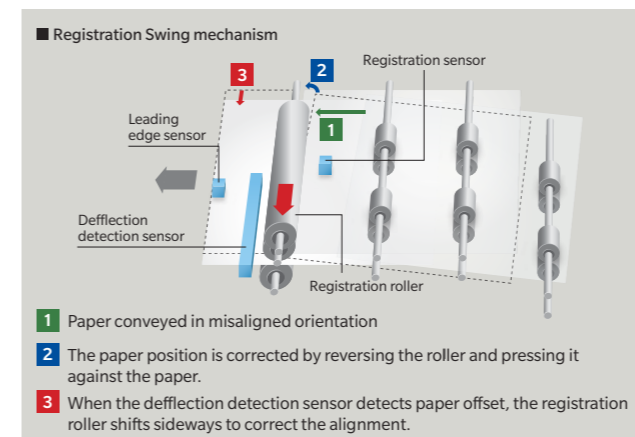 ■ Registration Swing mechanism
3
2
Registration sensor
1
Leading
edge sensor
Defflection
detection sensor
Registration roller
1 Paper conveyed in misaligned orientation
2 The paper position is corrected by reversing the roller and pressing it
against the paper.
3 When the defflection detection sensor detects paper offset, the registration
roller shifts sideways to correct the alignment.